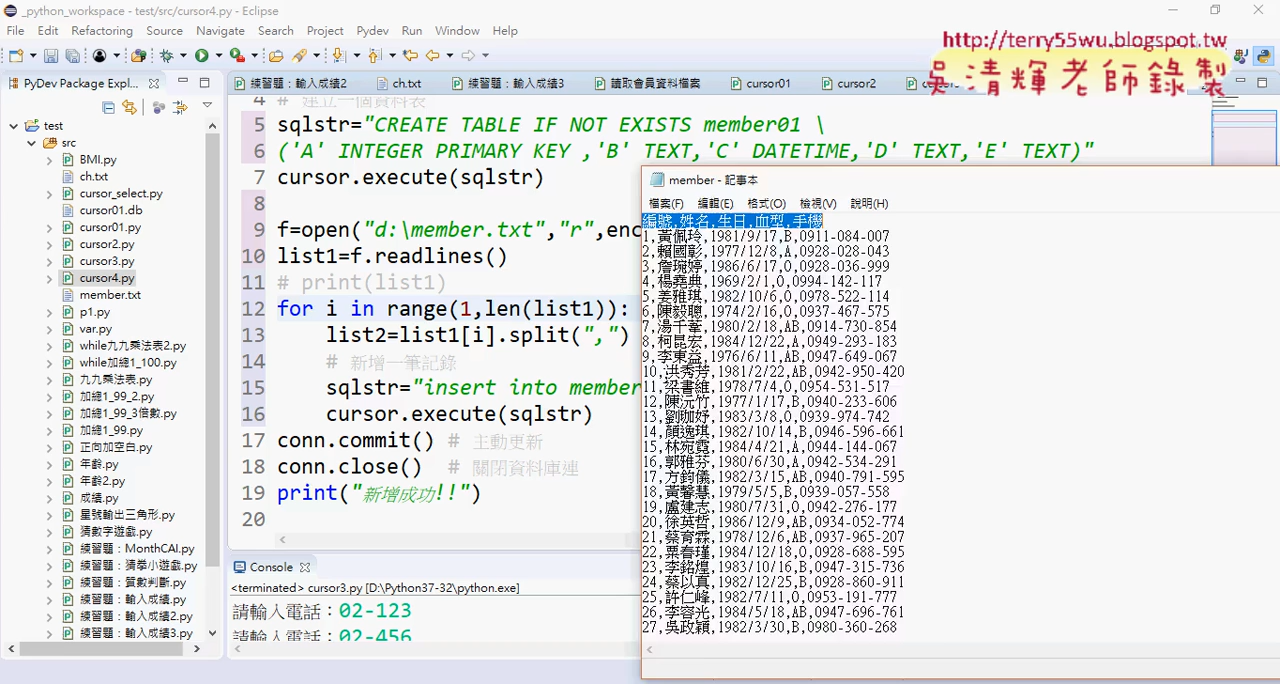 _python_workspace - test/src/cursor4.py - Eclipse
File Edit Refactoring Source Navigate Search Project Pydev Run Window Help
http://terry55wu.blogspot.tw
吳清輝老師錄製
PyDev Package Expl...
練習題：輸入成績2 ch.txt 練習題：輸入成績3 讀取會員資料檔案 cursor01 cursor2
test
src
BMI.py
ch.txt
cursor_select.py
cursor01.db
cursor01.py
cursor2.py
cursor3.py
cursor4.py
member.txt
p1.py
var.py
while九九乘法表2.py
while加總1_100.py
九九乘法表.py
加總1_99_2.py
加總1_99_3倍數.py
加總1_99.py
正向加空白.py
年齡.py
年齡2.py
成績.py
星號輸出三角形.py
猜數字遊戲.py
練習題：MonthCAl.py
練習題：猜拳小遊戲.py
練習題：質數判斷.py
練習題：輸入成績.py
練習題：輸入成績2.py
練習題：輸入成績3.py
4 # 建立一個資料表
5 sqlstr="CREATE TABLE IF NOT EXISTS member01 \
6 ('A' INTEGER PRIMARY KEY ,'B' TEXT,'C' DATETIME,'D' TEXT,'E' TEXT)"
7 cursor.execute(sqlstr)
8
9 f=open("d:\member.txt","r",enc
10 list1=f.readlines()
11 # print(list1)
12 for i in range(1,len(list1)):
13 list2=list1[i].split(",")
14 # 新增一筆記錄
15 sqlstr="insert into member
16 cursor.execute(sqlstr)
17 conn.commit() # 主動更新
18 conn.close() # 關閉資料庫連
19 print("新增成功!!")
20
Console
<terminated> cursor3.py [D:\Python37-32\python.exe]
請輸入電話：02-123
請輸入電話：02-456
member - 記事本
檔案(F) 編輯(E) 格式(O) 檢視(V) 說明(H)
編號,姓名,生日,血型,手機
1,黃佩玲,1981/9/17,B,0911-084-007
2,賴國彰,1977/12/8,A,0928-028-043
3,詹琬婷,1986/6/17,O,0928-036-999
4,楊堯典,1969/2/1,O,0994-142-117
5,姜雅琪,1982/10/6,O,0978-522-114
6,陳毅聰,1974/2/16,O,0937-467-575
7,湯千葦,1980/2/18,AB,0914-730-854
8,柯昆宏,1984/12/22,A,0949-293-183
9,李東益,1976/6/11,AB,0947-649-067
10,洪秀芳,1981/2/22,AB,0942-950-420
11,梁書維,1978/7/4,O,0954-531-517
12,陳沅竹,1977/1/17,B,0940-233-606
13,劉珈妤,1983/3/8,O,0939-974-742
14,顏逸琪,1982/10/14,B,0946-596-661
15,林宛霓,1984/4/21,A,0944-144-067
16,郭雅芬,1980/6/30,A,0942-534-291
17,方鈞儀,1982/3/15,AB,0940-791-595
18,黃馨慧,1979/5/5,B,0939-057-558
19,盧建志,1980/7/31,O,0942-276-177
20,徐英哲,1986/12/9,AB,0934-052-774
21,蔡育霖,1978/12/6,AB,0937-965-207
22,粟春瑾,1984/12/18,O,0928-688-595
23,李銘煌,1983/10/16,B,0947-315-736
24,蔡以真,1982/12/25,B,0928-860-911
25,許仁峰,1982/7/11,O,0953-191-777
26,李容光,1984/5/18,AB,0947-696-761
27,吳政穎,1982/3/30,B,0980-360-268